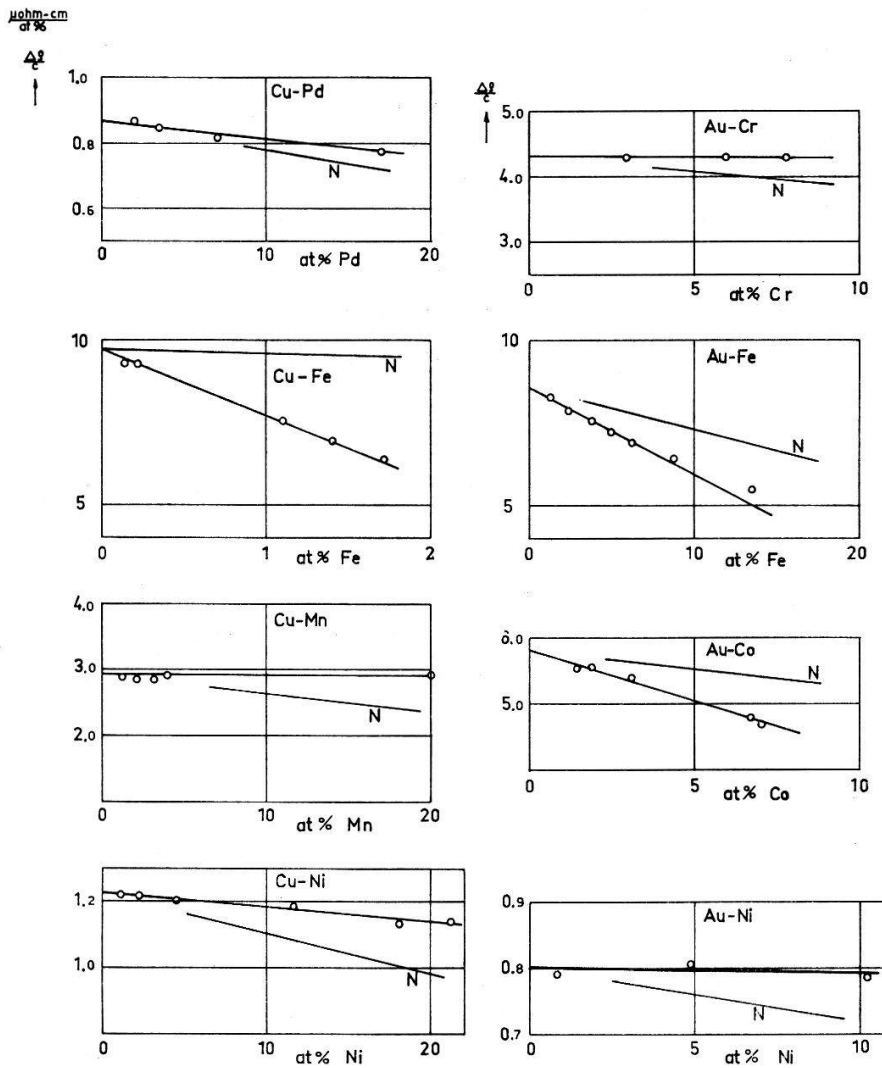 μohm-cm
at %
Δϱ
c
1.0
0.8
0.6
Cu-Pd
N
0
10
20
at% Pd
Δϱ
c
5.0
4.0
3.0
Au-Cr
N
0
5
10
at% Cr
10
5
Cu-Fe
N
0
1
2
at% Fe
10
5
Au-Fe
N
0
10
20
at% Fe
4.0
3.0
2.0
Cu-Mn
N
0
10
20
at% Mn
6.0
5.0
Au-Co
N
0
5
10
at% Co
1.2
1.0
Cu-Ni
N
0
10
20
at% Ni
0.9
0.8
0.7
Au-Ni
N
0
5
10
at% Ni